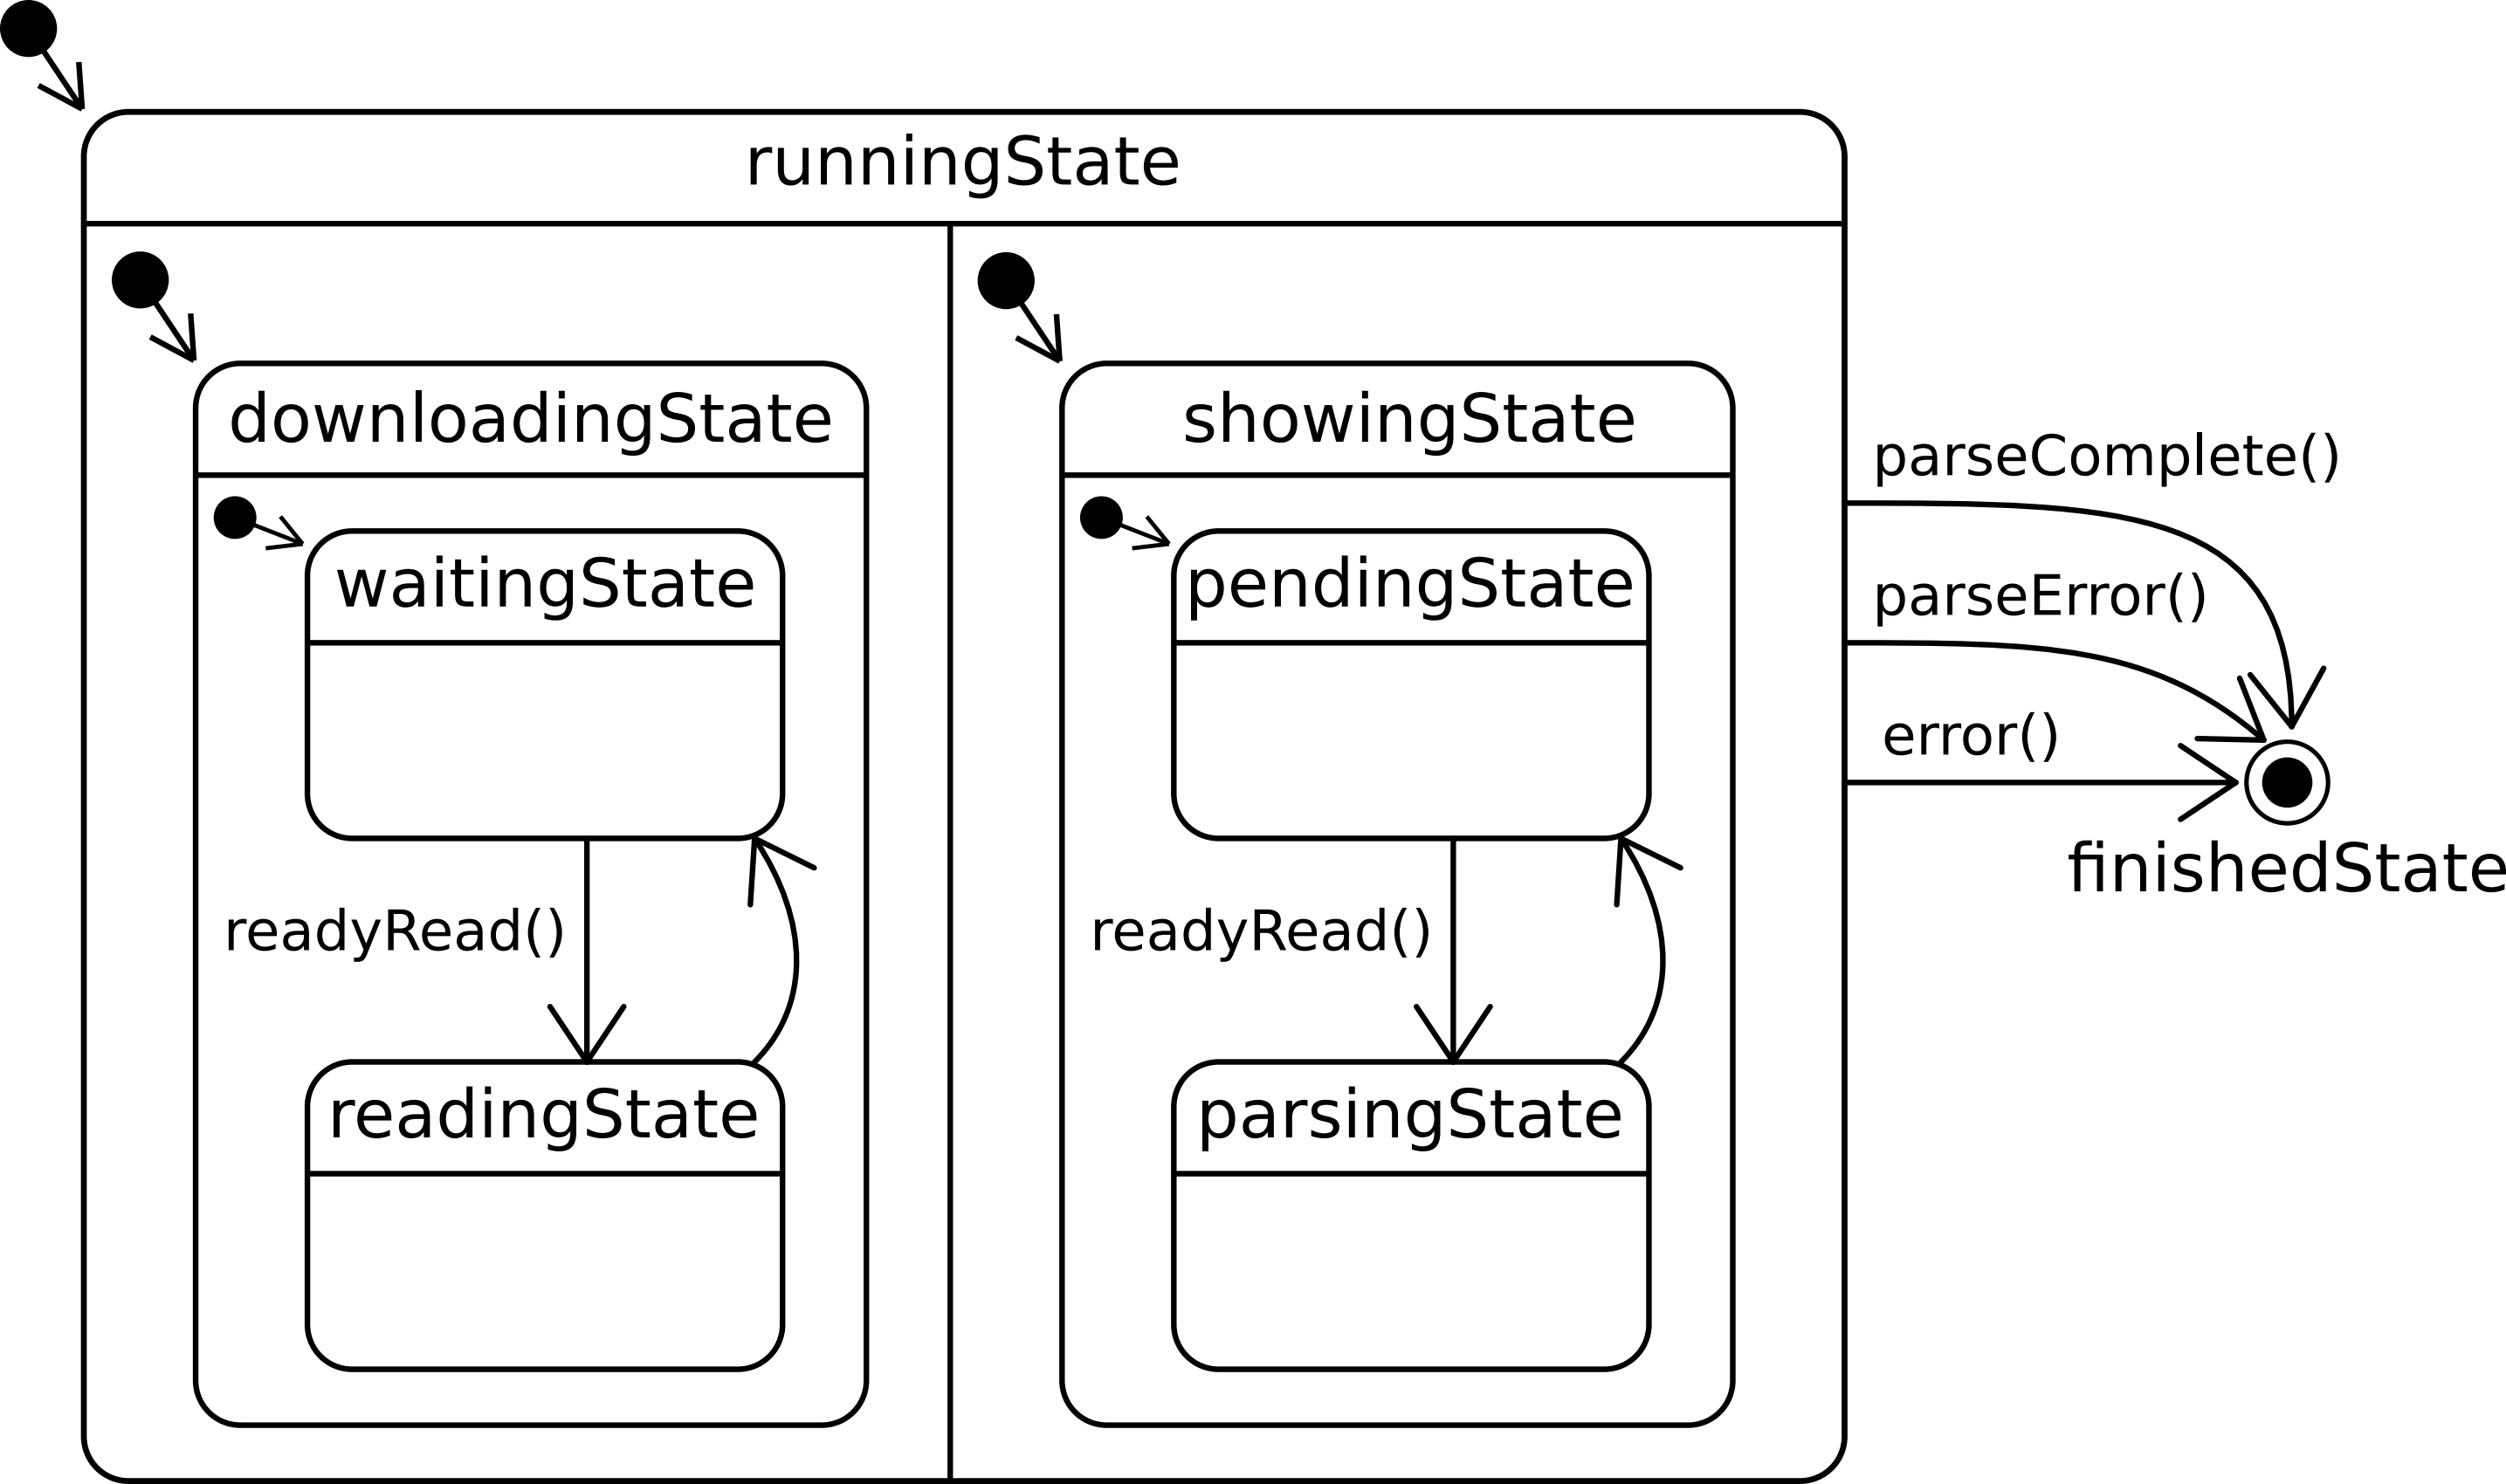 runningState
downloadingState
showingState
waitingState
pendingState
readyRead()
readyRead()
readingState
parsingState
parseComplete()
parseError()
error()
finishedState